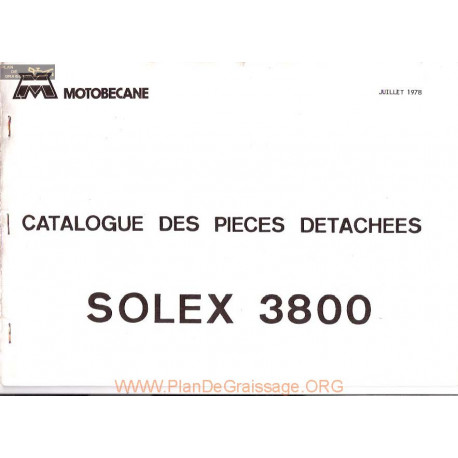 MOTOBECANE
JUILLET 1978
CATALOGUE DES PIECES DETACHEES
SOLEX 3800
www.PlanDeGraissage.ORG